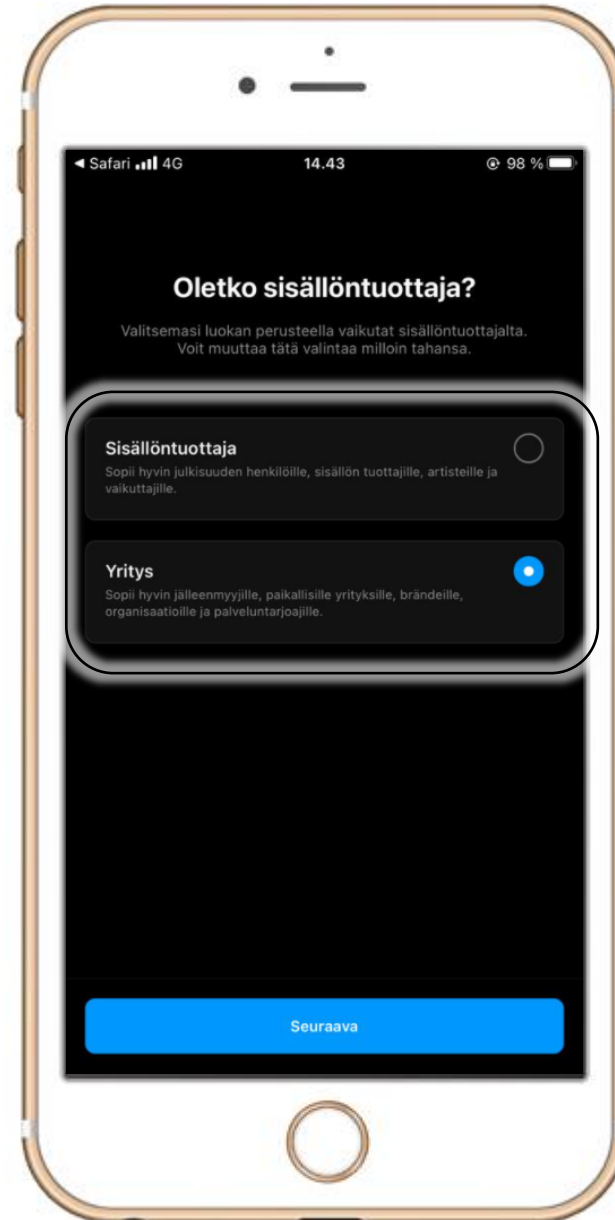 ◀ Safari 4G 14.43 98 %
Oletko sisällöntuottaja?
Valitsemasi luokan perusteella vaikutat sisällöntuottajalta.
Voit muuttaa tätä valintaa milloin tahansa.
Sisällöntuottaja
Sopii hyvin julkisuuden henkilöille, sisällön tuottajille, artisteille ja
vaikuttajille.
Yritys
Sopii hyvin jälleenmyyjille, paikallisille yrityksille, brändeille,
organisaatioille ja palveluntarjoajille.
Seuraava